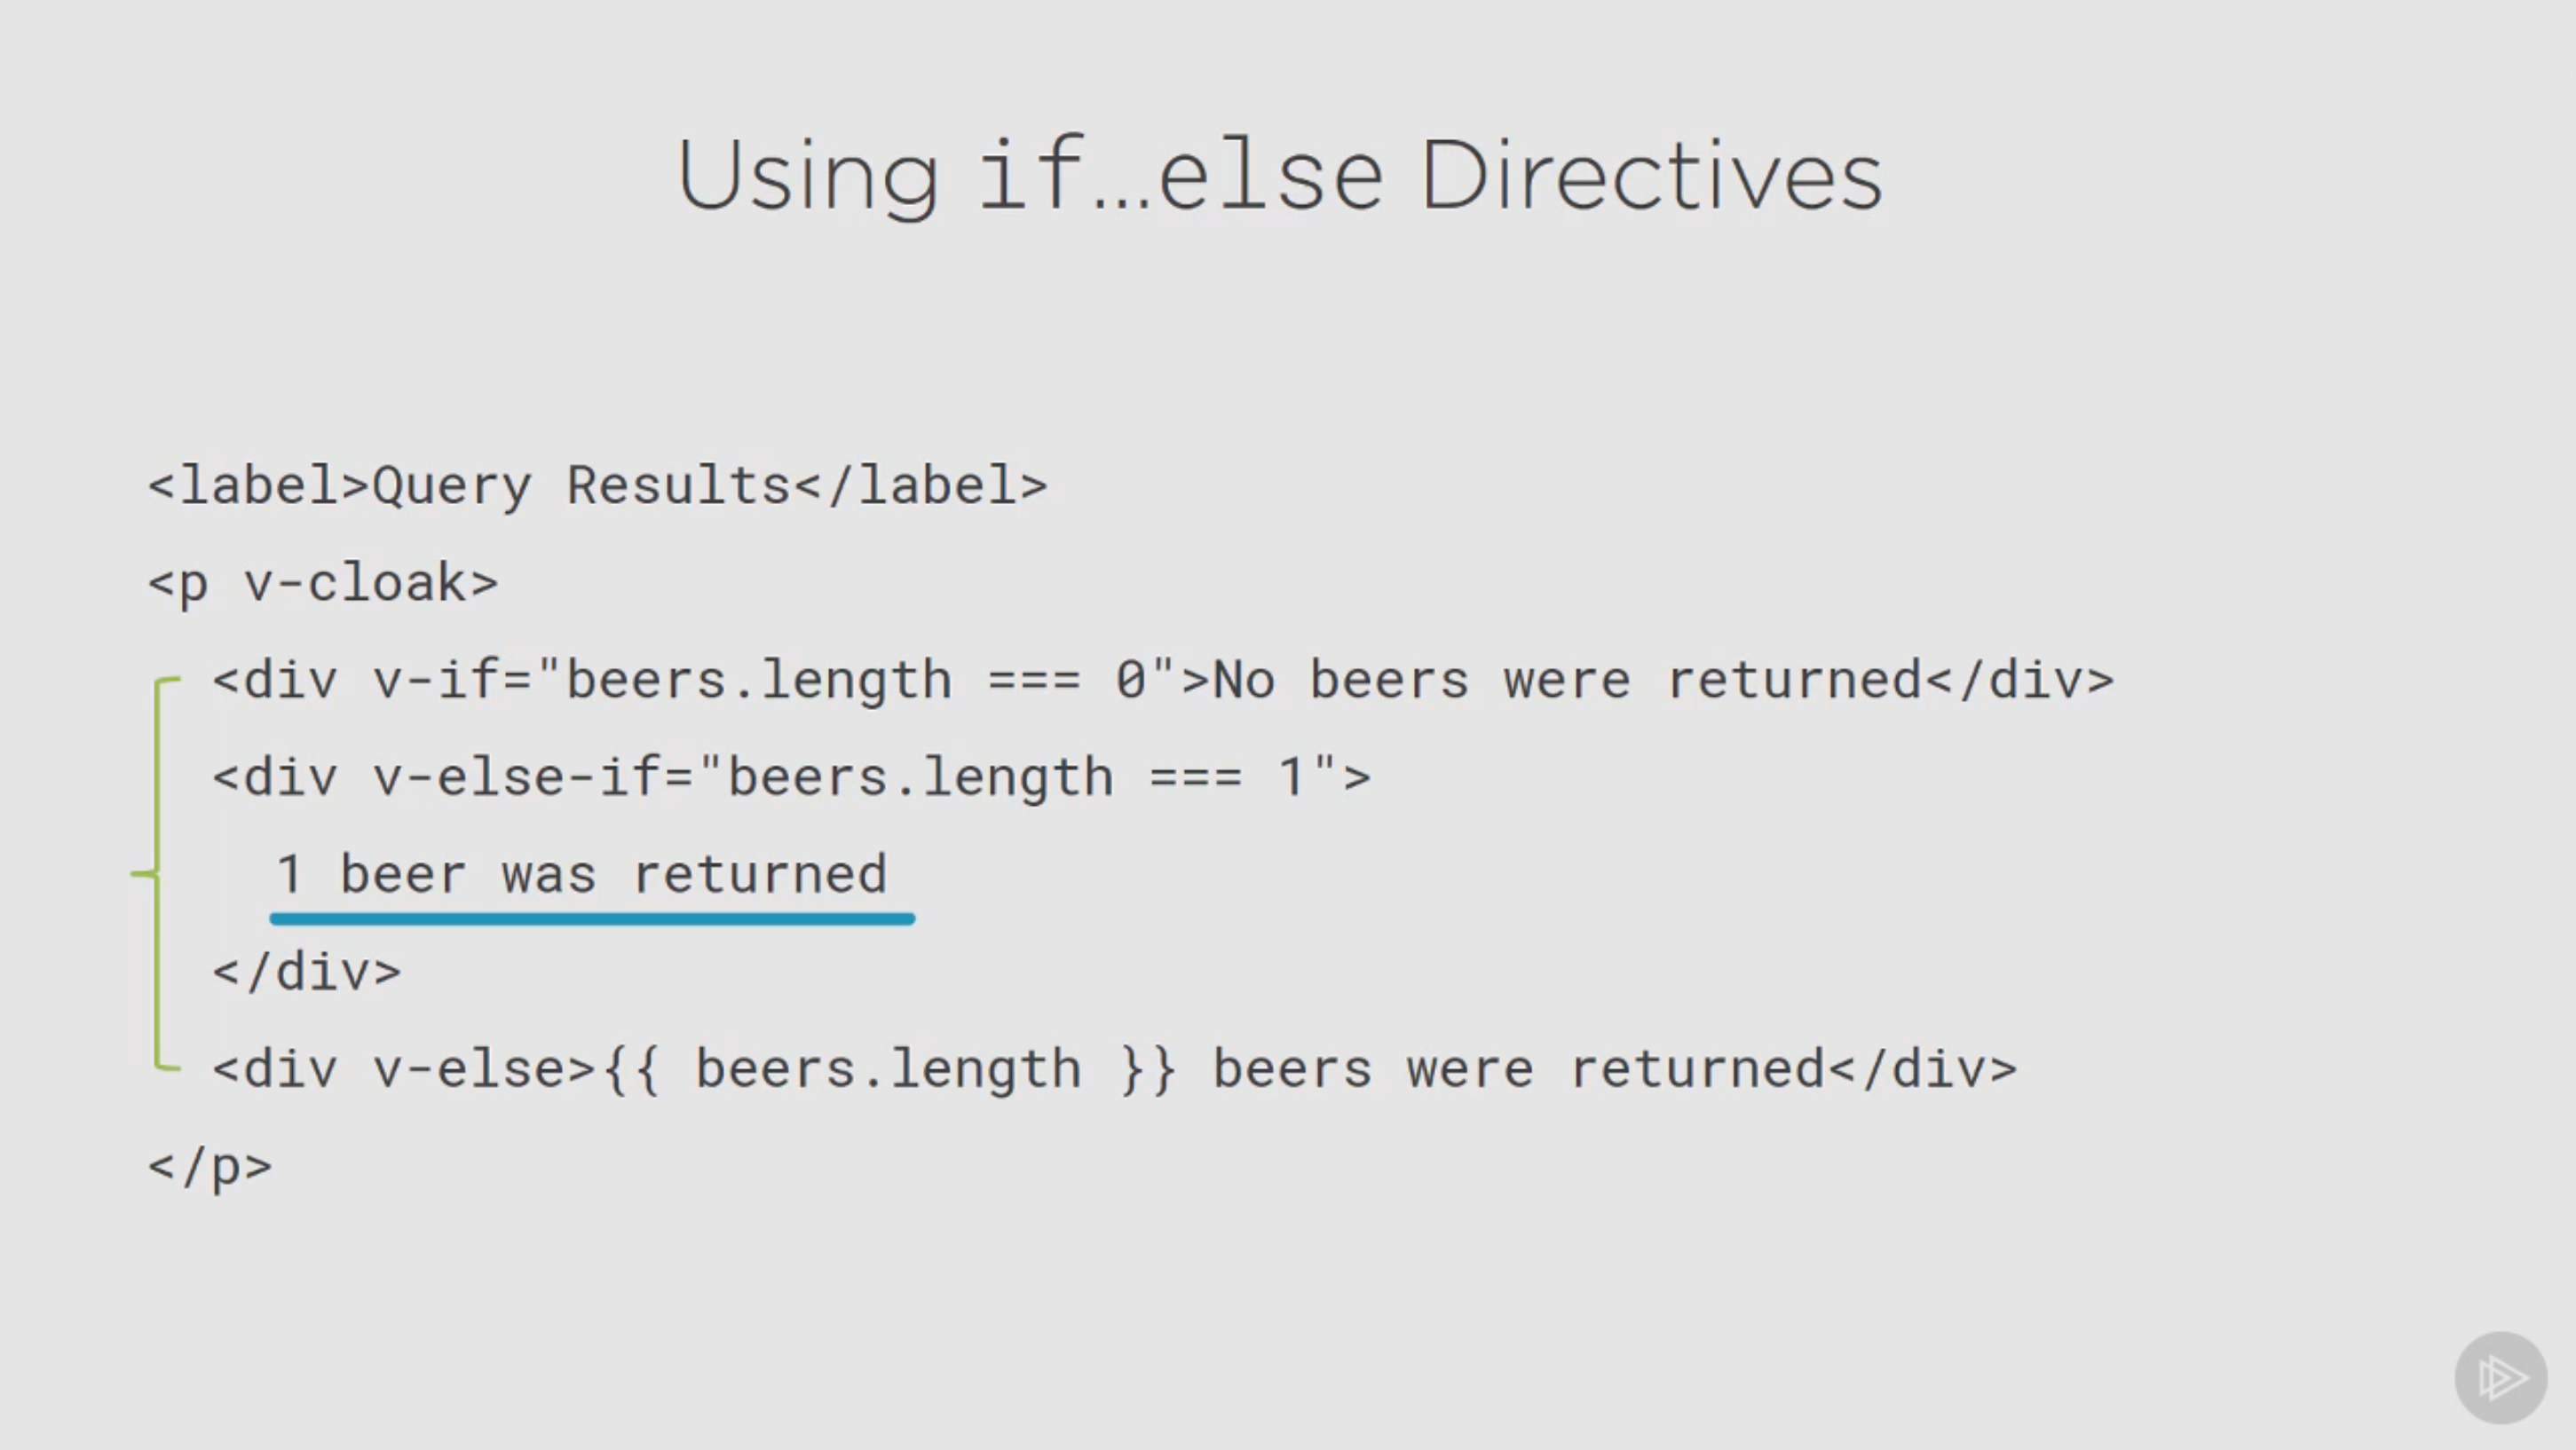 Using if...else Directives
<label>Query Results</label>
<p v-cloak>
<div v-if="beers.length === 0">No beers were returned</div>
<div v-else-if="beers.length === 1">
1 beer was returned
</div>
<div v-else>{{ beers.length }} beers were returned</div>
</p>